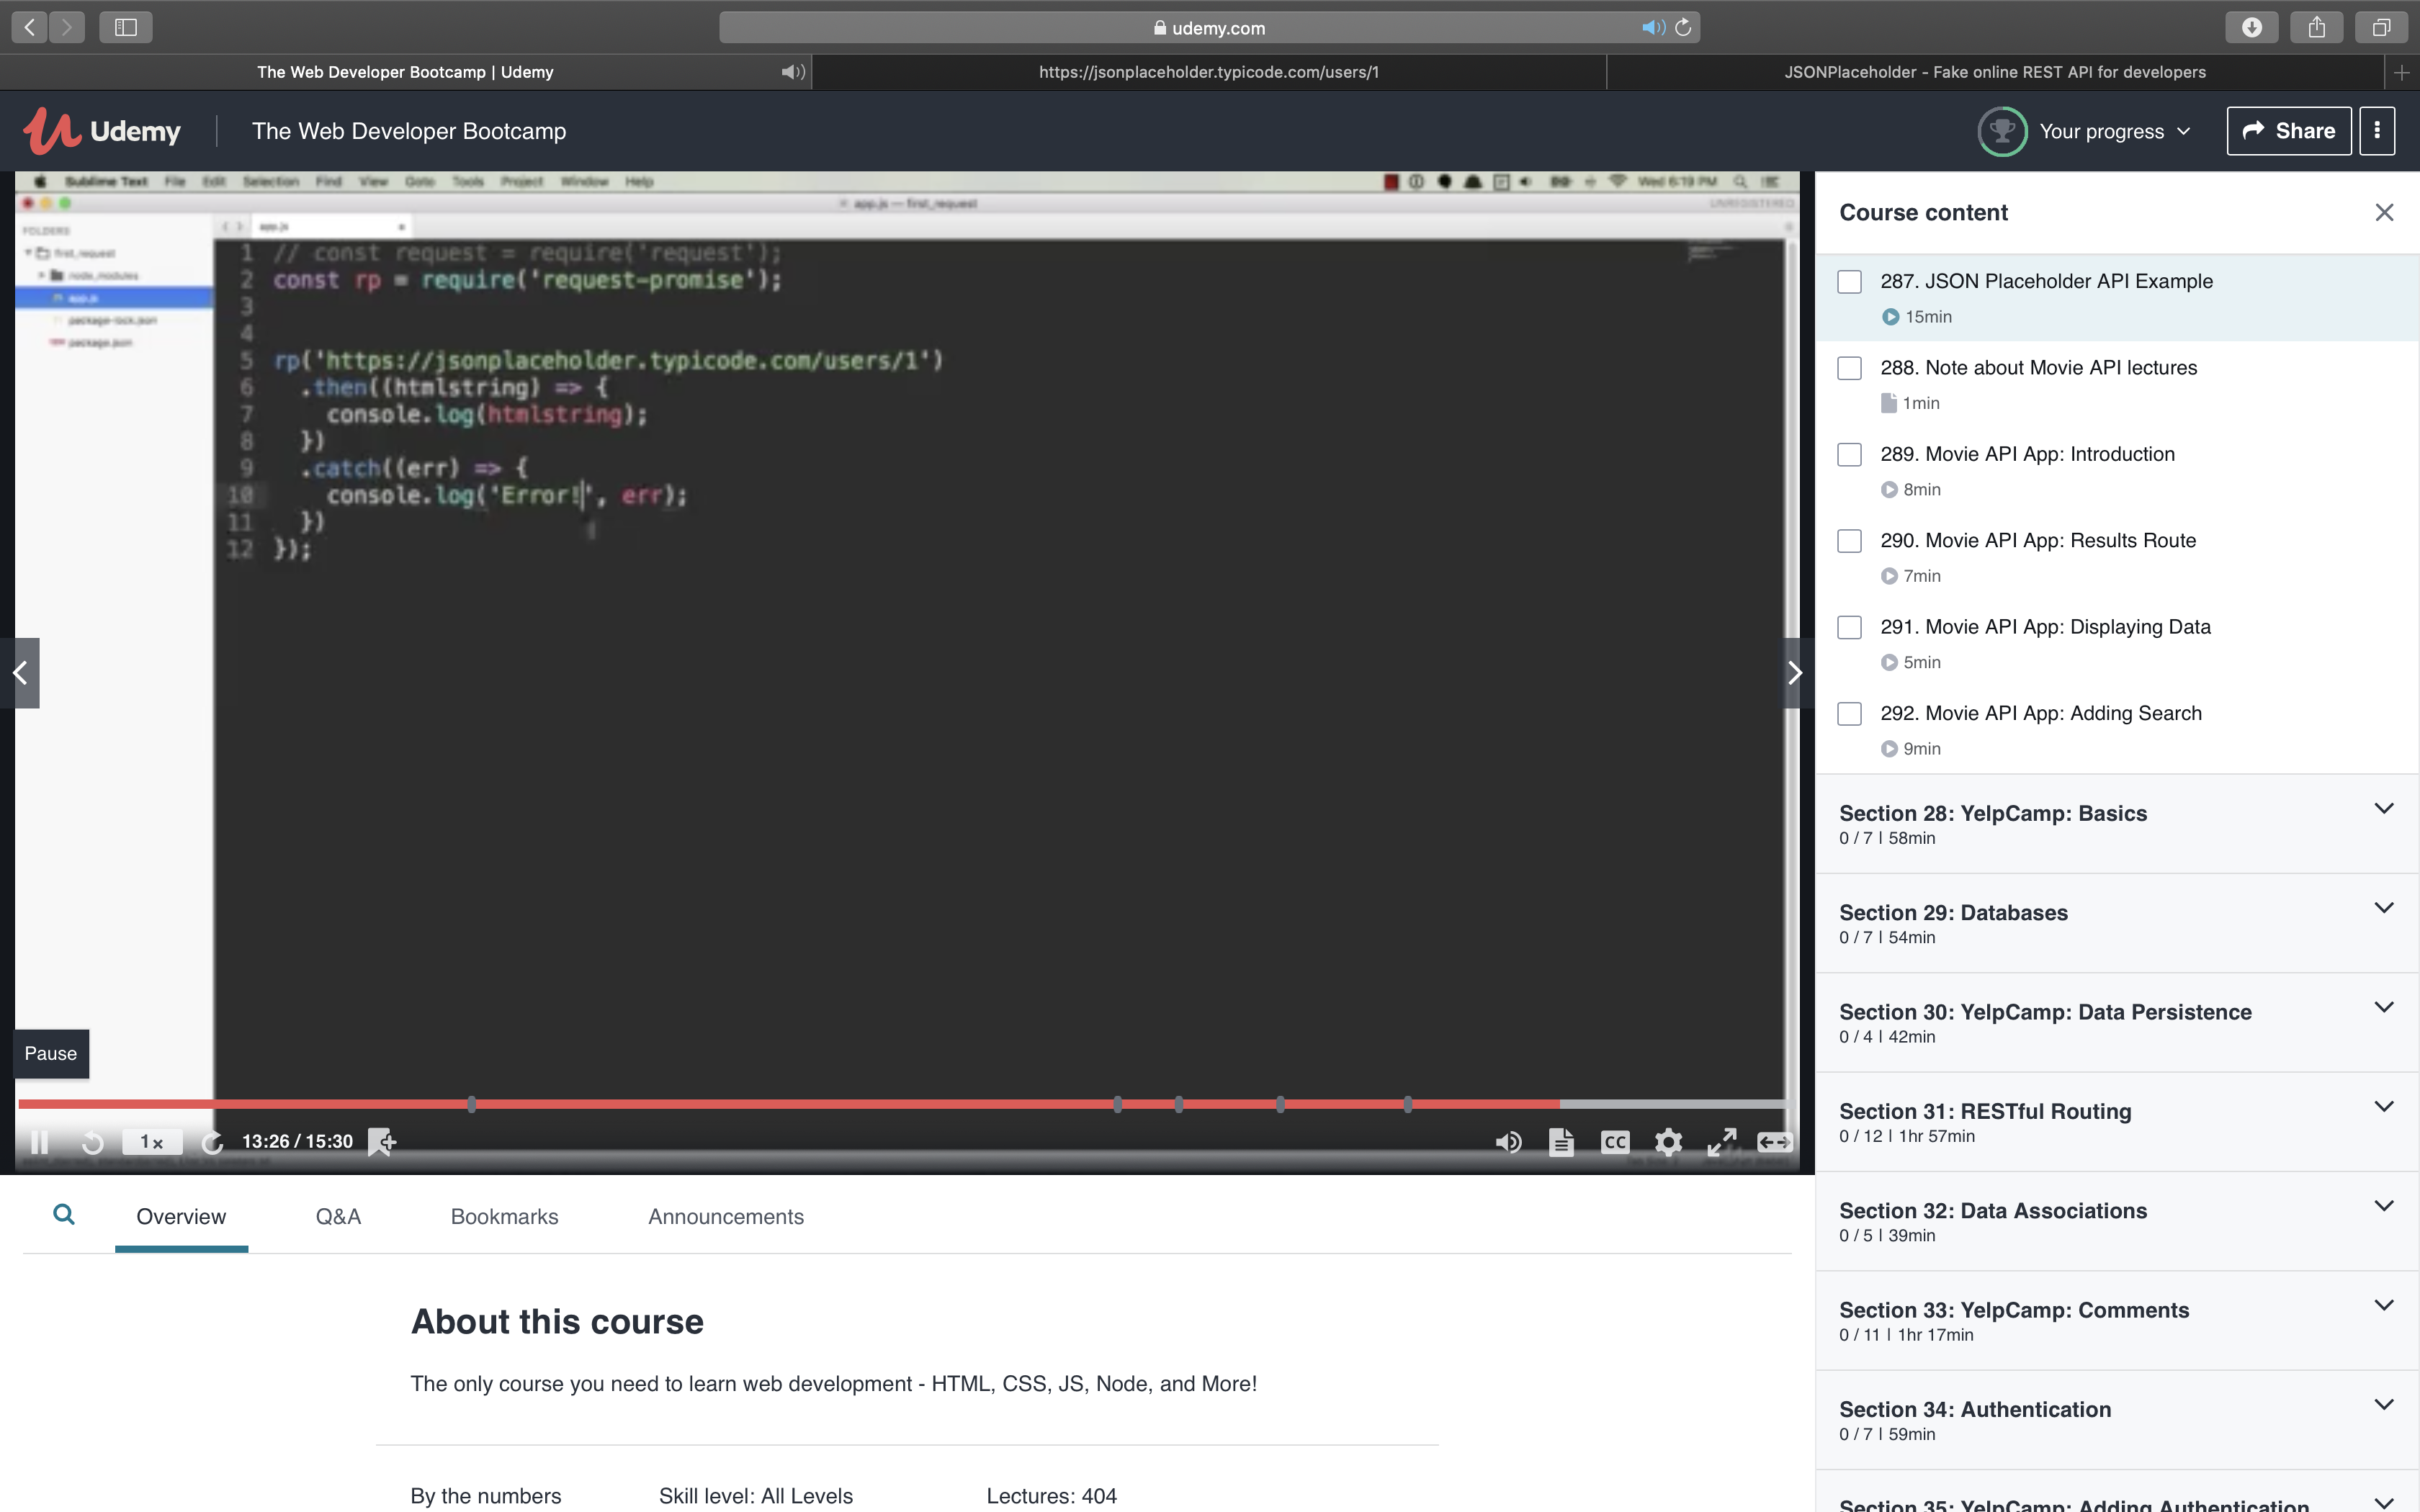 udemy.com
The Web Developer Bootcamp | Udemy
https://jsonplaceholder.typicode.com/users/1
JSONPlaceholder - Fake online REST API for developers
Udemy
The Web Developer Bootcamp
Your progress
Share
Sublime Text File Edit Selection Find View Goto Tools Project Window Help
Wed 6:19 PM
app.js — first_request
UNREGISTERED
FOLDERS
first_request
node_modules
app.js
package-lock.json
package.json
app.js
1 // const request = require('request');
2 const rp = require('request-promise');
3
4
5 rp('https://jsonplaceholder.typicode.com/users/1')
6 .then((htmlstring) => {
7 console.log(htmlstring);
8 })
9 .catch((err) => {
10 console.log('Error!', err);
11 })
12 });
Pause
1x
13:26 / 15:30
CC
Course content
287. JSON Placeholder API Example
15min
288. Note about Movie API lectures
1min
289. Movie API App: Introduction
8min
290. Movie API App: Results Route
7min
291. Movie API App: Displaying Data
5min
292. Movie API App: Adding Search
9min
Section 28: YelpCamp: Basics
0 / 7 | 58min
Section 29: Databases
0 / 7 | 54min
Section 30: YelpCamp: Data Persistence
0 / 4 | 42min
Section 31: RESTful Routing
0 / 12 | 1hr 57min
Section 32: Data Associations
0 / 5 | 39min
Section 33: YelpCamp: Comments
0 / 11 | 1hr 17min
Section 34: Authentication
0 / 7 | 59min
Section 35: YelpCamp: Adding Authentication
Overview
Q&A
Bookmarks
Announcements
About this course
The only course you need to learn web development - HTML, CSS, JS, Node, and More!
By the numbers
Skill level: All Levels
Lectures: 404